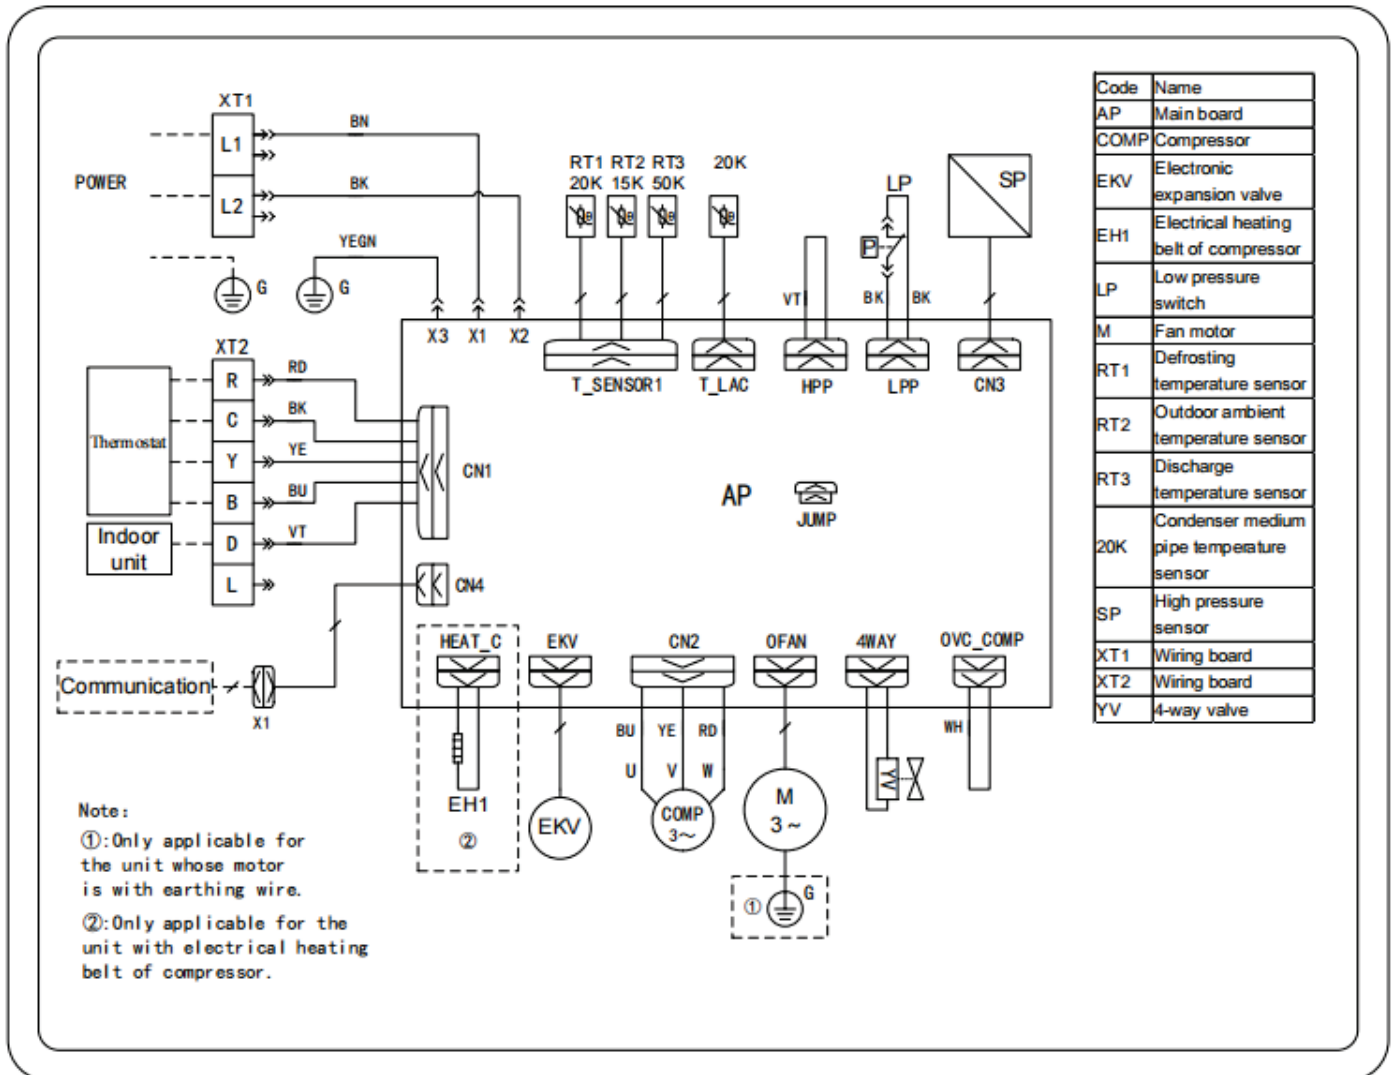 XT1
POWER
L1
L2
BN
BK
YEGN
G
G
X3 X1 X2
RT1 RT2 RT3
20K 15K 50K
20K
LP
P
SP
VT
BK
BK
T_SENSOR1
T_LAC
HPP
LPP
CN3
XT2
Thermostat
R
C
Y
B
D
L
RD
BK
YE
BU
VT
Indoor
unit
CN1
CN4
AP
JUMP
Communication
X1
HEAT_C
EKV
CN2
OFAN
4WAY
OVC_COMP
BU YE RD
U V W
WH
EH1
②
EKV
COMP
3~
M
3 ~
YV
① G
Note:
①:Only applicable for
the unit whose motor
is with earthing wire.
②:Only applicable for the
unit with electrical heating
belt of compressor.
Code Name
AP Main board
COMP Compressor
EKV Electronic
expansion valve
EH1 Electrical heating
belt of compressor
LP Low pressure
switch
M Fan motor
RT1 Defrosting
temperature sensor
RT2 Outdoor ambient
temperature sensor
RT3 Discharge
temperature sensor
20K Condenser medium
pipe temperature
sensor
SP High pressure
sensor
XT1 Wiring board
XT2 Wiring board
YV 4-way valve